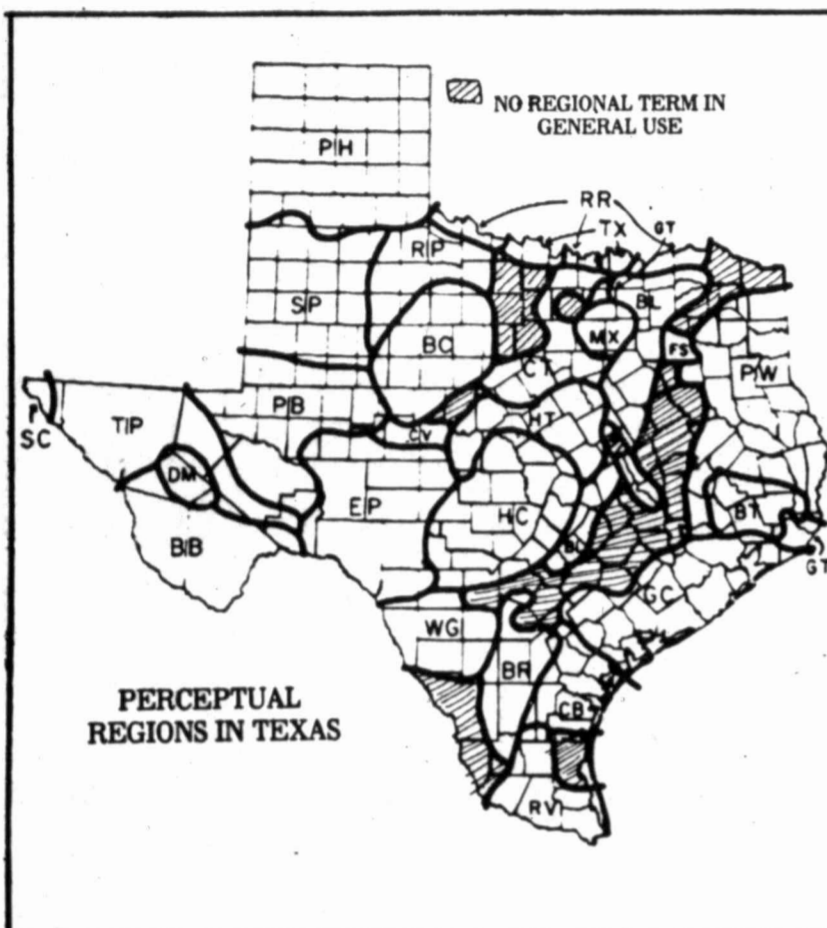 NO REGIONAL TERM IN
GENERAL USE
PH
RR
TX
GT
RP
BL
SP
MX
BC
FS
CT
PW
PB
HT
SC
TP
CV
DM
EP
HC
BT
BB
BL
GT
GC
WG
BR
PERCEPTUAL
REGIONS IN TEXAS
CB
RV